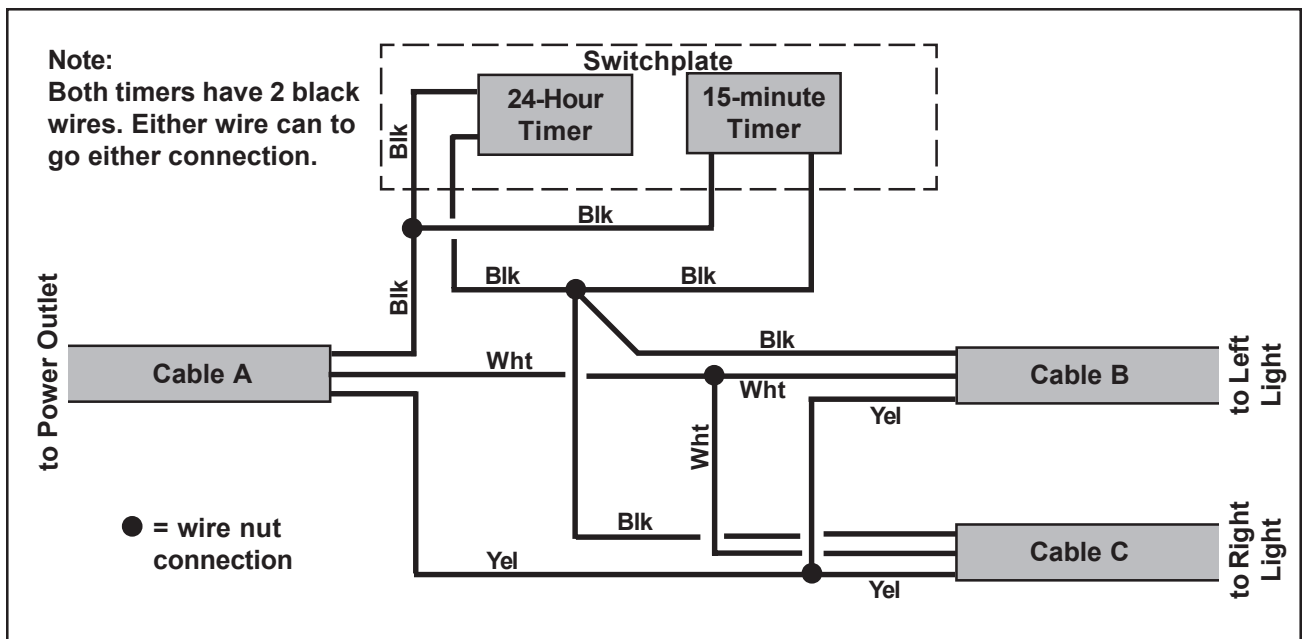 Note:
Both timers have 2 black
wires. Either wire can to
go either connection.
Switchplate
24-Hour
Timer
15-minute
Timer
Blk
Blk
Blk
Blk
Blk
to Power Outlet
Cable A
Wht
Blk
Wht
Cable B
to Left
Light
Yel
Wht
= wire nut
connection
Blk
Yel
Cable C
Yel
to Right
Light